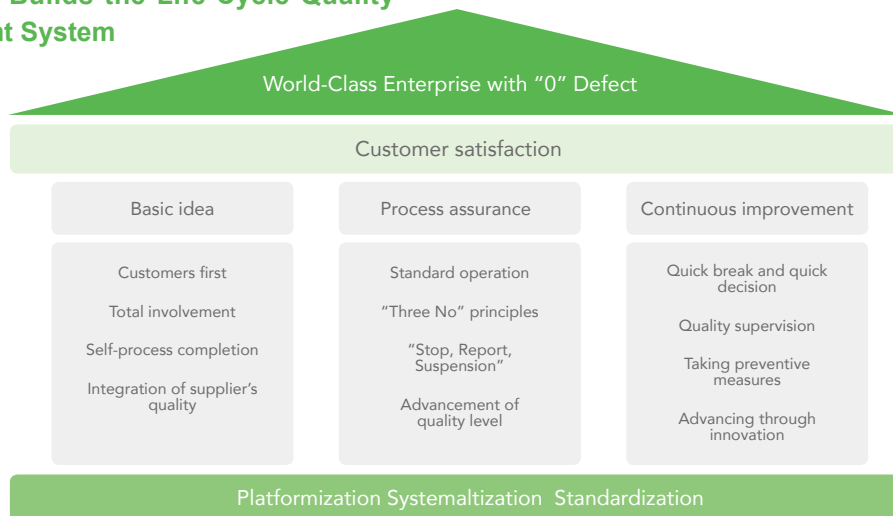 Builds the Life Cycle Quality
nt System
World-Class Enterprise with “0” Defect
Customer satisfaction
Basic idea
Customers first
Total involvement
Self-process completion
Integration of supplier’s
quality
Process assurance
Standard operation
“Three No” principles
“Stop, Report,
Suspension”
Advancement of
quality level
Continuous improvement
Quick break and quick
decision
Quality supervision
Taking preventive
measures
Advancing through
innovation
Platformization Systemaltization Standardization